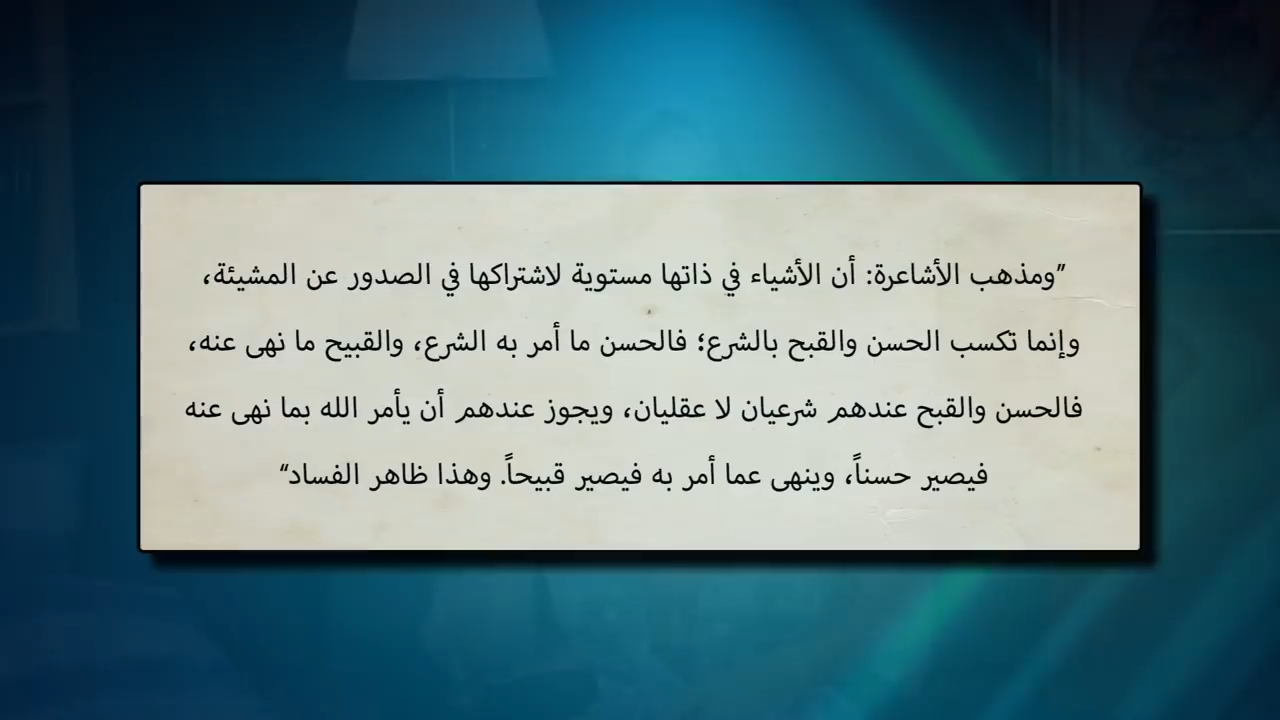 ”ومذهب الأشاعرة: أن الأشياء في ذاتها مستوية لاشتراكها في الصدور عن المشيئة،
وإنما تكسب الحسن والقبح بالشرع؛ فالحسن ما أمر به الشرع، والقبيح ما نهى عنه،
فالحسن والقبح عندهم شرعيان لا عقليان، ويجوز عندهم أن يأمر الله بما نهى عنه
فيصير حسناً، وينهى عما أمر به فيصير قبيحاً. وهذا ظاهر الفساد“